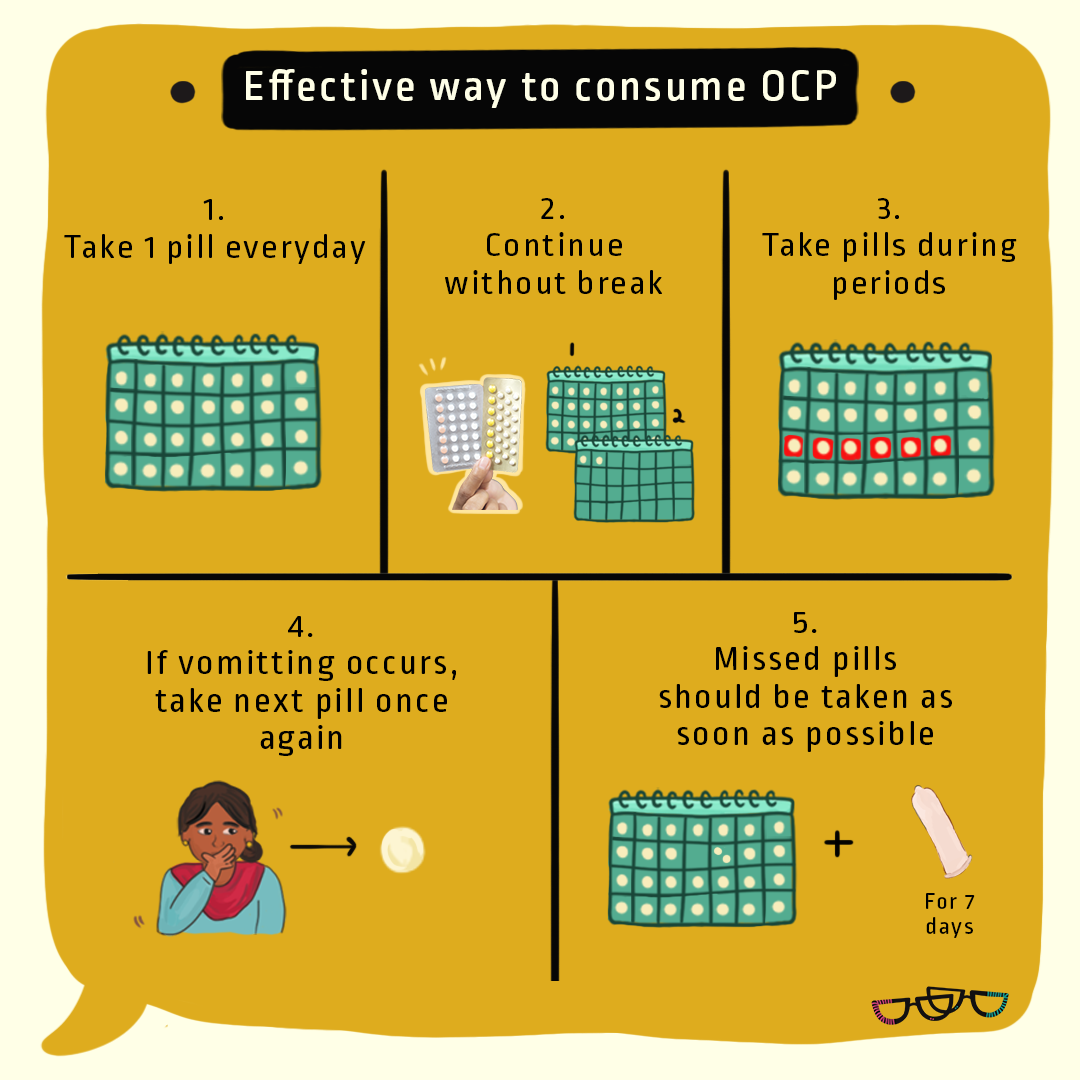 Effective way to consume OCP
1.
Take 1 pill everyday
2.
Continue
without break
1
2
3.
Take pills during
periods
4.
If vomitting occurs,
take next pill once
again
5.
Missed pills
should be taken as
soon as possible
For 7
days